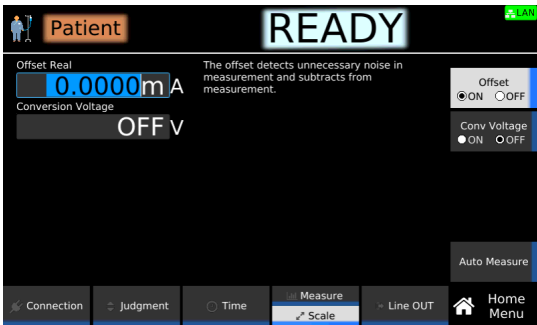 Patient
READY
LAN
Offset Real
0.0000m A
The offset detects unnecessary noise in
measurement and subtracts from
measurement.
Conversion Voltage
OFF V
Offset
ON OFF
Conv Voltage
ON OFF
Auto Measure
Connection
Judgment
Time
Measure
Scale
Line OUT
Home
Menu